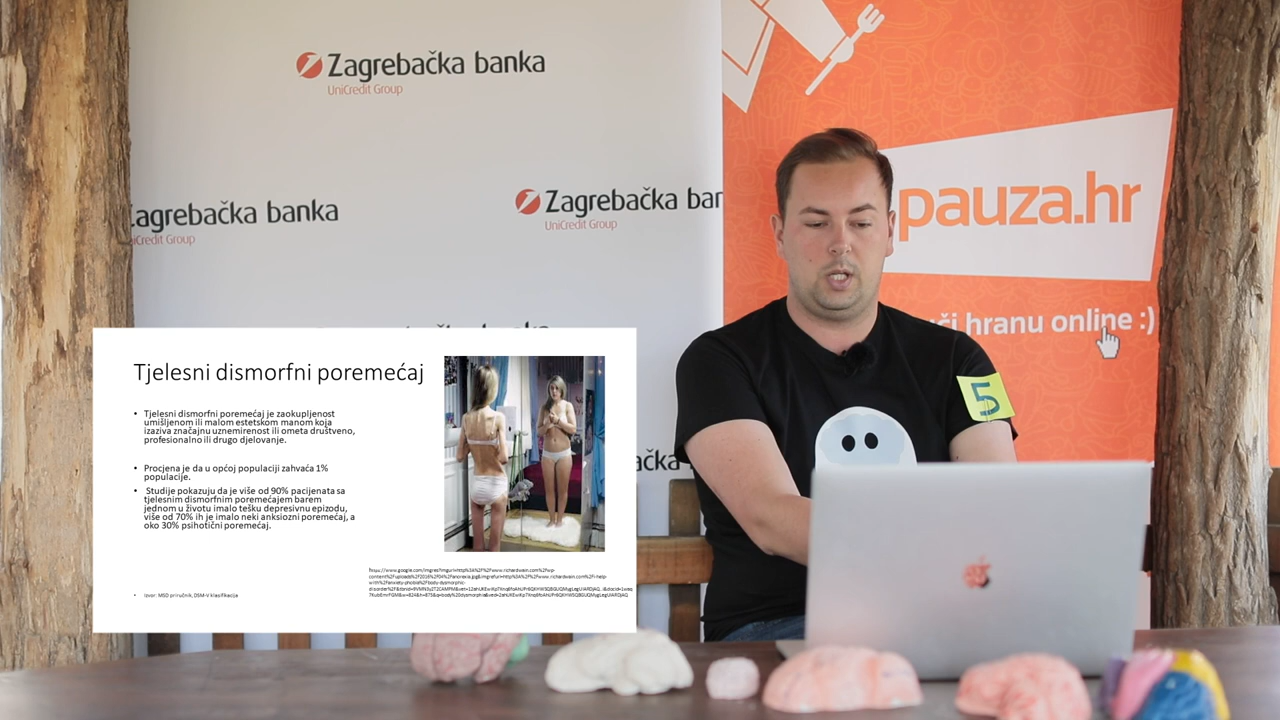 Zagrebačka banka
UniCredit Group
Zagrebačka banka
UniCredit Group
Zagrebačka ban
UniCredit Group
pauza.hr
hranu online :)
5
Tjelesni dismorfni poremećaj
• Tjelesni dismorfni poremećaj je zaokupljenost
umišljenom ili malom estetskom manom koja
izaziva značajnu uznemirenost ili ometa društveno,
profesionalno ili drugo djelovanje.
• Procjena je da u općoj populaciji zahvaća 1%
populacije.
• Studije pokazuju da je više od 90% pacijenata sa
tjelesnim dismorfnim poremećajem barem
jednom u životu imalo tešku depresivnu epizodu,
više od 70% ih je imalo neki anksiozni poremećaj, a
oko 30% psihotični poremećaj.
• Izvor: MSD priručnik, DSM-V klasifikacija